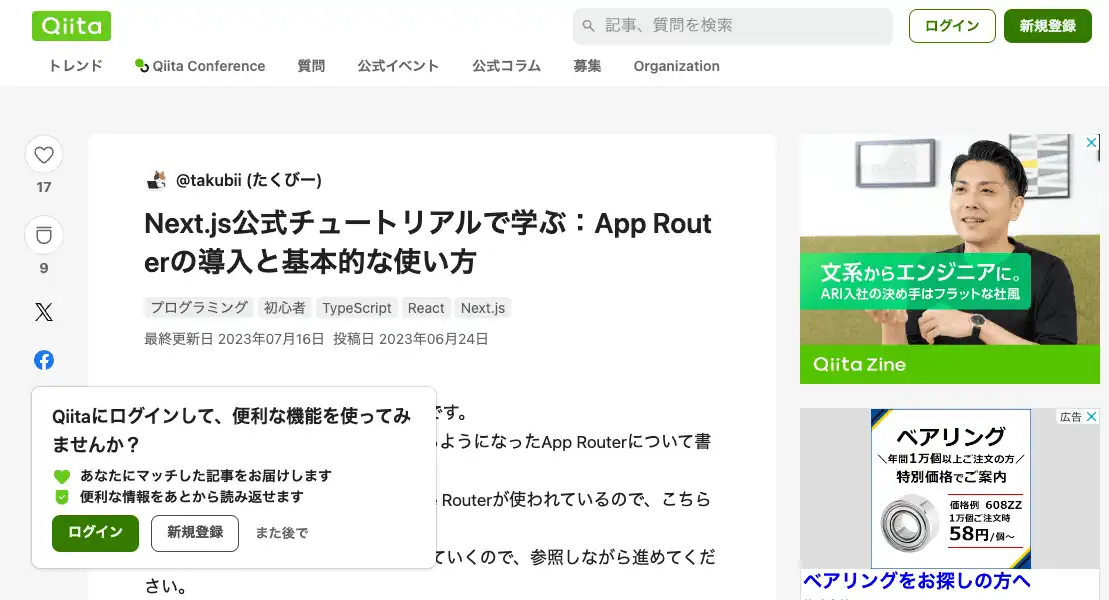 Qiita
記事、質問を検索
ログイン
新規登録
トレンド
Qiita Conference
質問
公式イベント
公式コラム
募集
Organization
17
9
@takubii (たくびー)
Next.js公式チュートリアルで学ぶ：App Rout
erの導入と基本的な使い方
プログラミング
初心者
TypeScript
React
Next.js
最終更新日 2023年07月16日 投稿日 2023年06月24日
です。
ようになったApp Routerについて書
Routerが使われているので、こちら
ていくので、参照しながら進めてくだ
さい。
Qiitaにログインして、便利な機能を使ってみ
ませんか？
あなたにマッチした記事をお届けします
便利な情報をあとから読み返せます
ログイン
新規登録
また後で
文系からエンジニアに。
ARI入社の決め手はフラットな社風
Qiita Zine
広告
ベアリング
＼年間1万個以上ご注文の方／
特別価格でご案内
価格例 608ZZ
1万個ご注文時
58円/個〜
ベアリングをお探しの方へ